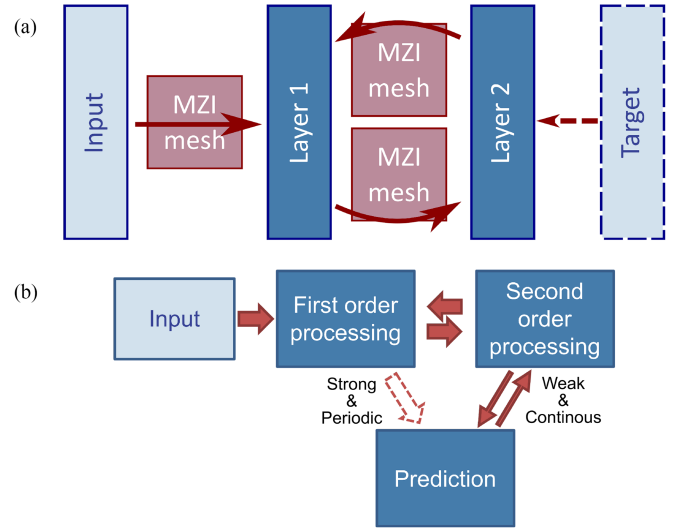 (a)
Input
MZI
mesh
Layer 1
MZI
mesh
MZI
mesh
Layer 2
Target
(b)
Input
First order
processing
Second
order
processing
Strong
&
Periodic
Weak
&
Continous
Prediction